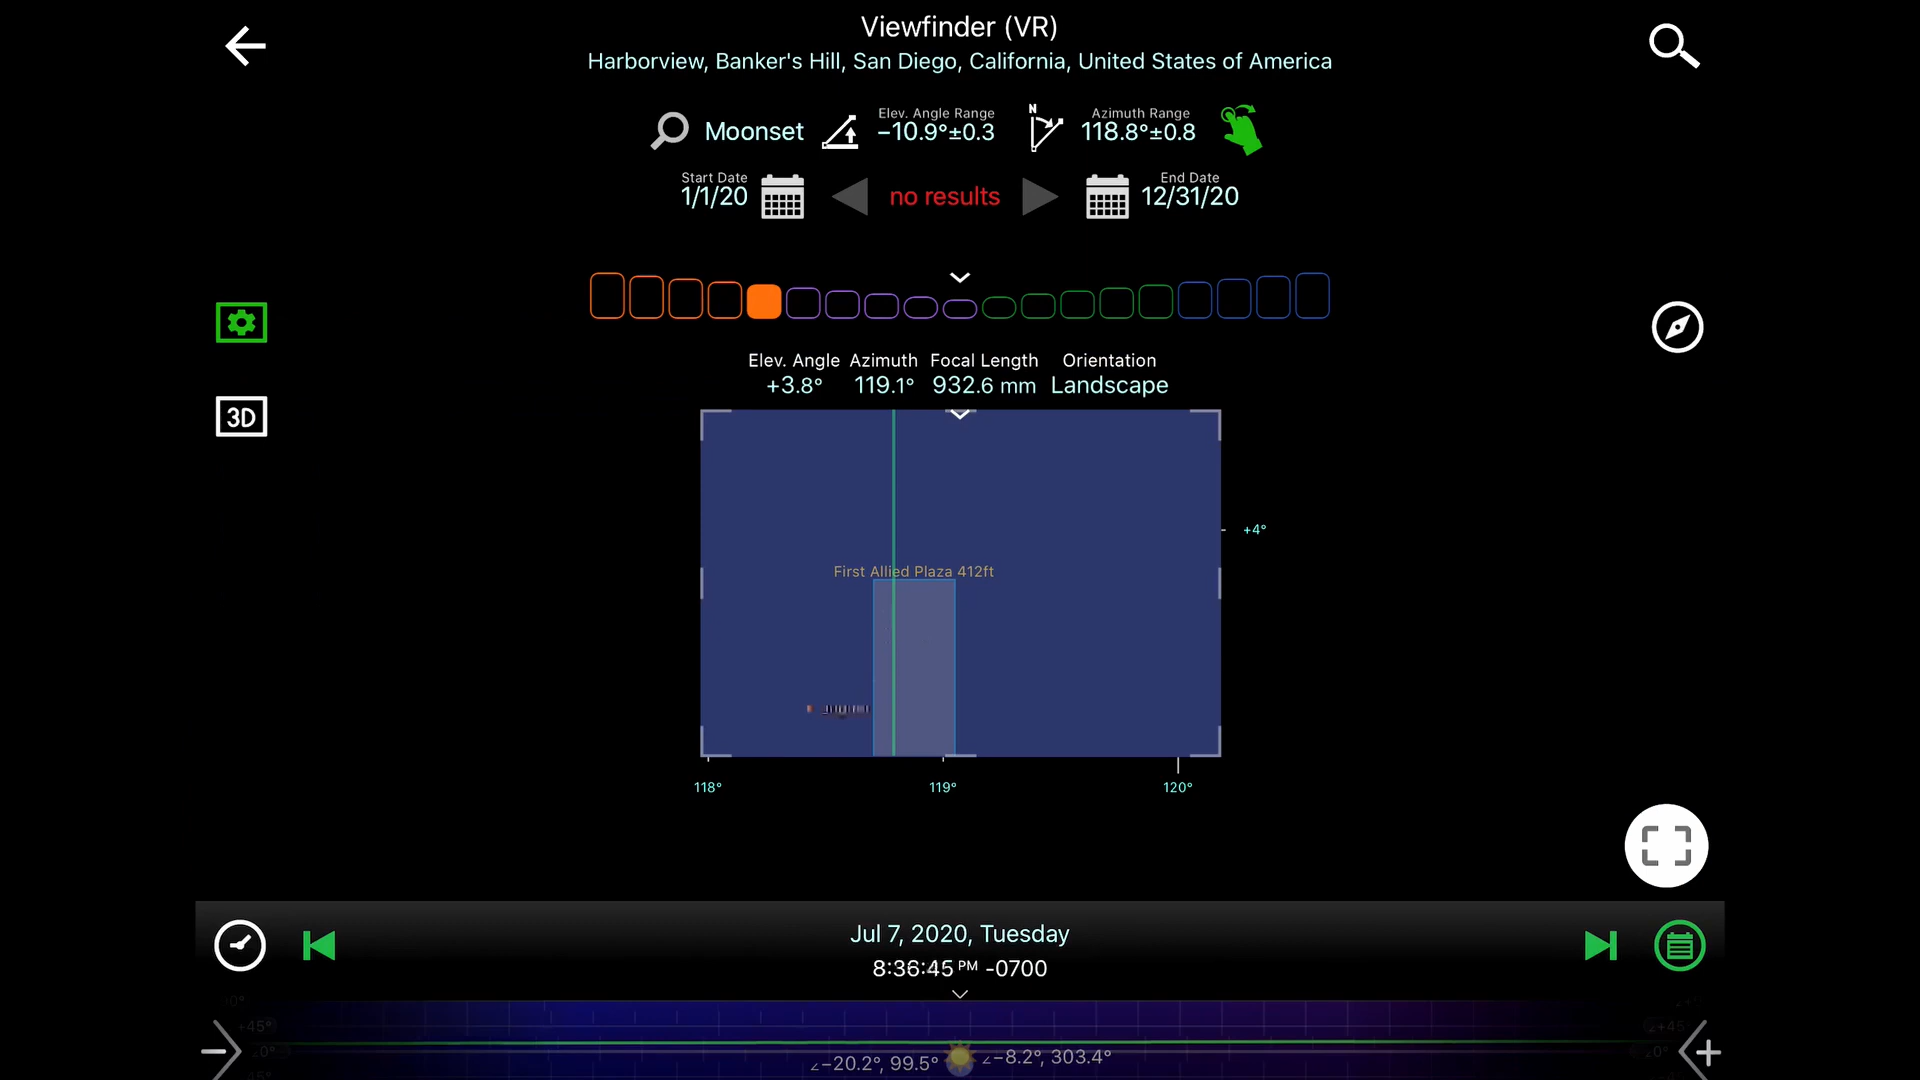 Viewfinder (VR)
Harborview, Banker's Hill, San Diego, California, United States of America
Moonset
Elev. Angle Range
−10.9°±0.3
N
Azimuth Range
118.8°±0.8
Start Date
1/1/20
no results
End Date
12/31/20
Elev. Angle Azimuth Focal Length Orientation
+3.8° 119.1° 932.6 mm Landscape
3D
+4°
First Allied Plaza 412ft
118° 119° 120°
Jul 7, 2020, Tuesday
8:36:45 PM -0700
+45°
∠-20.2°, 99.5°
∠-8.2°, 303.4°